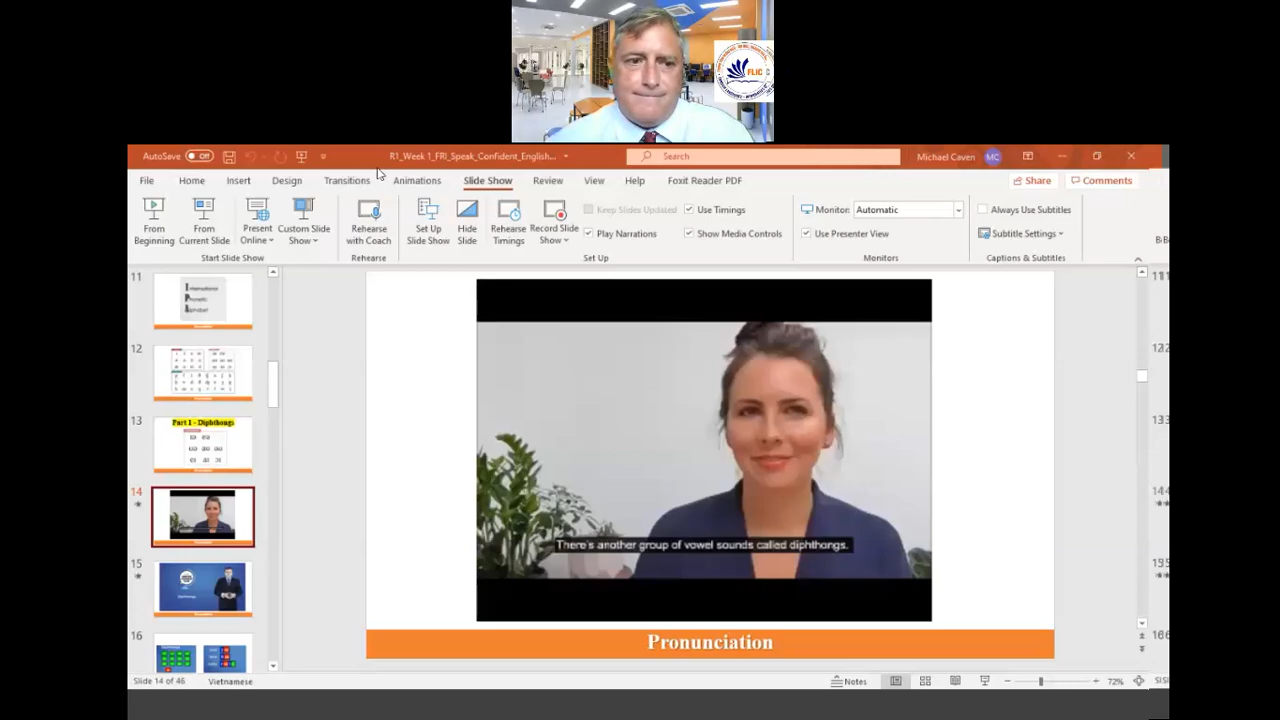 FLIC
AutoSave Off
R1_Week 1_FRI_Speak_Confident_English...
Search
Michael Caven MC
File Home Insert Design Transitions Animations Slide Show Review View Help Foxit Reader PDF
Share Comments
From Beginning
From Current Slide
Present Online
Custom Slide Show
Start Slide Show
Rehearse with Coach
Rehearse
Set Up Slide Show
Hide Slide
Rehearse Timings
Record Slide Show
Keep Slides Updated
Play Narrations
Use Timings
Show Media Controls
Set Up
Monitor: Automatic
Use Presenter View
Monitors
Always Use Subtitles
Subtitle Settings
Captions & Subtitles
11
International
Phonetic
Alphabet
12
13
Part 1 - Diphthongs
14
15
16
There's another group of vowel sounds called diphthongs.
Pronunciation
Slide 14 of 46 Vietnamese
Notes
72%